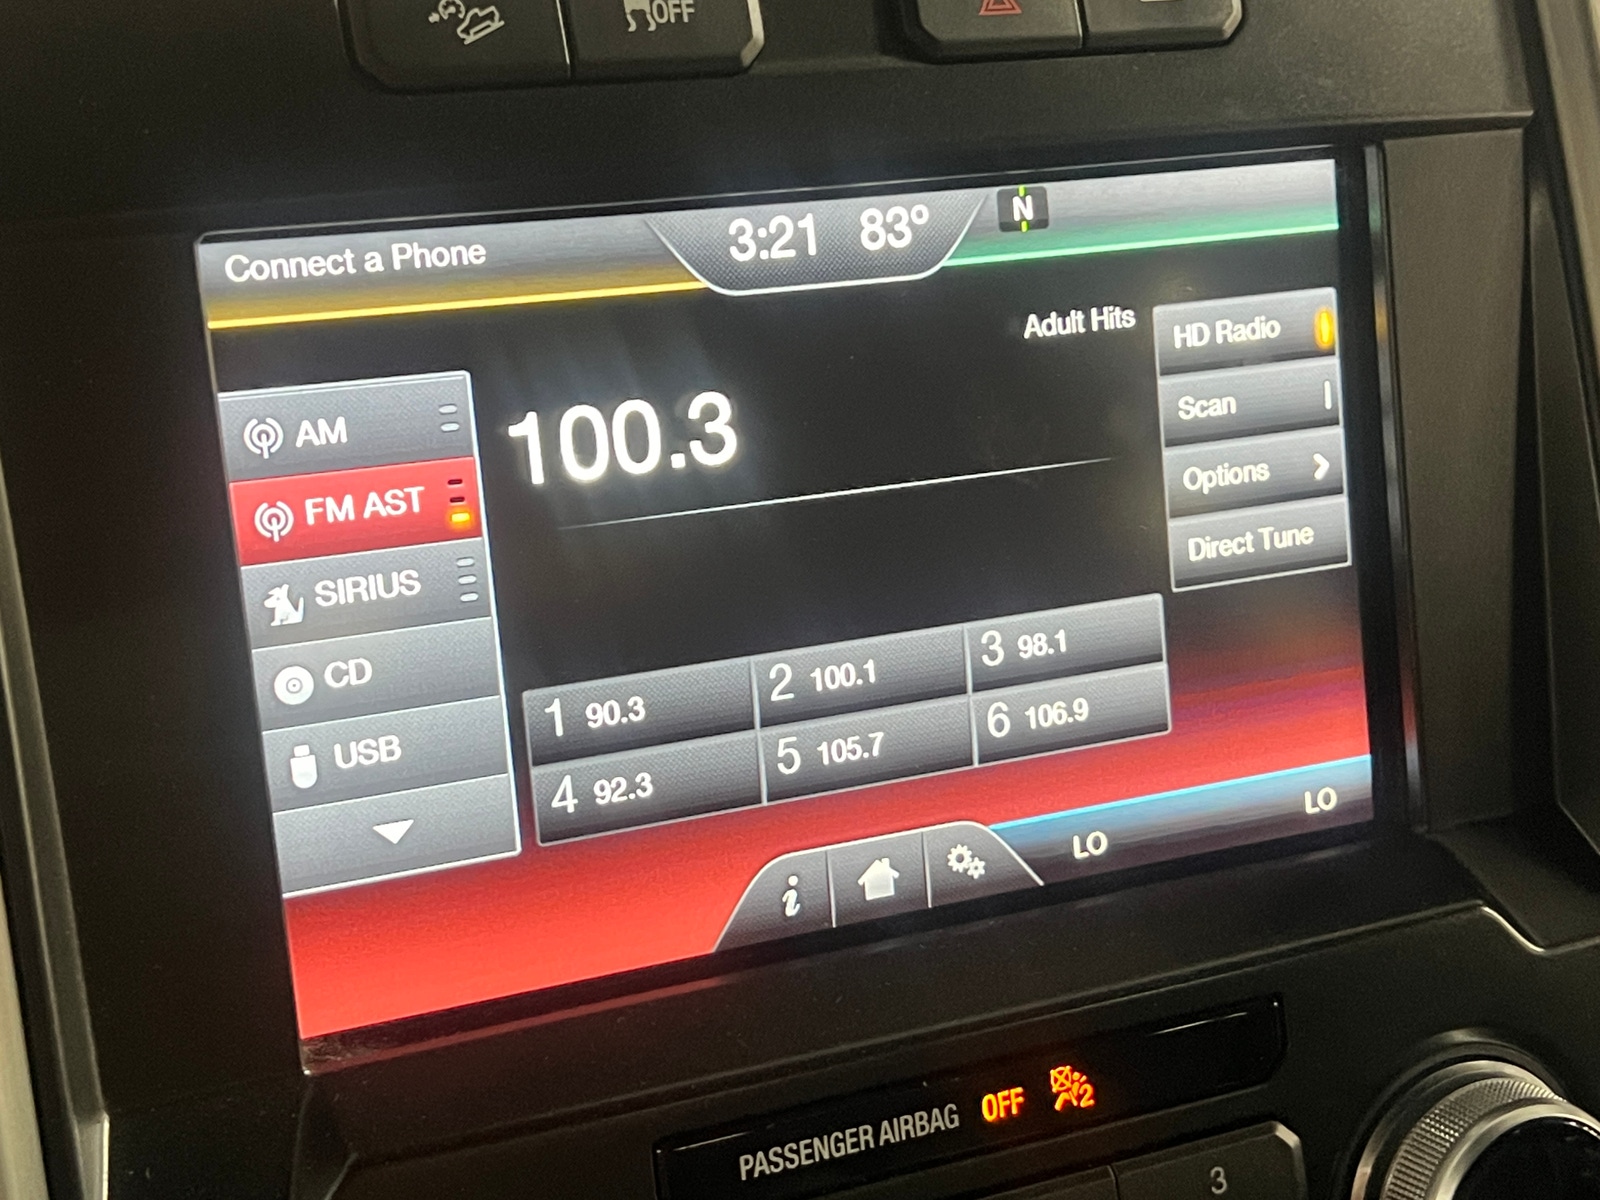 OFF
Connect a Phone
3:21 83°
N
Adult Hits
HD Radio
AM
100.3
Scan
FM AST
Options
SIRIUS
Direct Tune
CD
1 90.3
2 100.1
3 98.1
USB
4 92.3
5 105.7
6 106.9
i
LO
LO
PASSENGER AIRBAG OFF 2
3